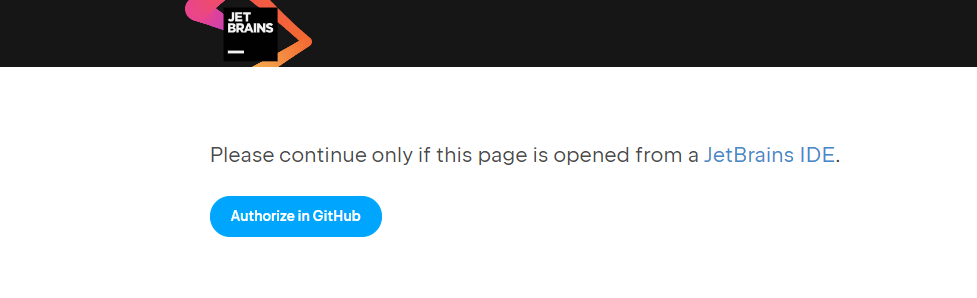 JET
BRAINS
Please continue only if this page is opened from a JetBrains IDE.
Authorize in GitHub